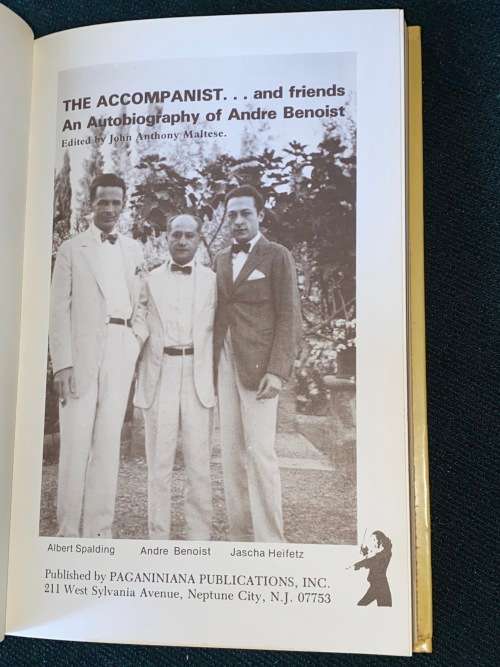 THE ACCOMPANIST. . . and friends
An Autobiography of Andre Benoist
Edited by John Anthony Maltese.
Albert Spalding Andre Benoist Jascha Heifetz
Published by PAGANINIANA PUBLICATIONS, INC.
211 West Sylvania Avenue, Neptune City, N.J. 07753